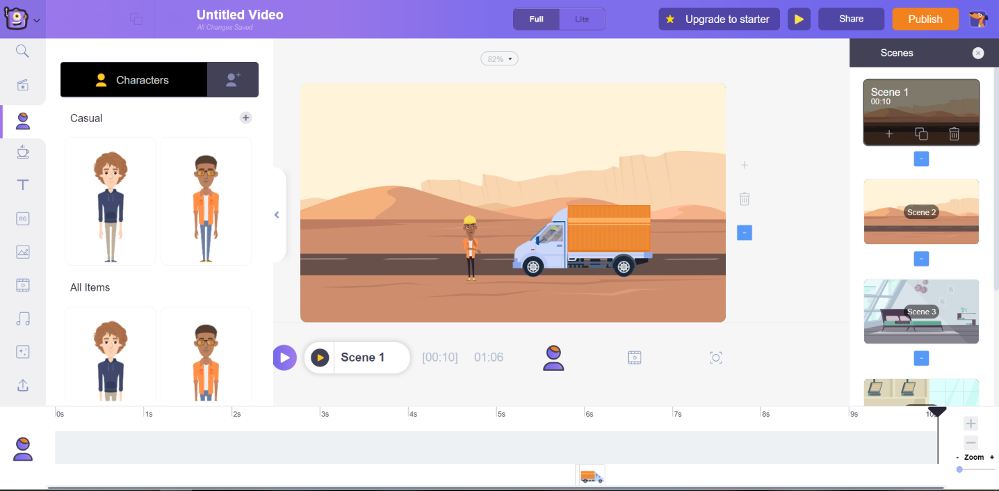 Untitled Video
All Changes Saved
Full
Lite
Upgrade to starter
Share
Publish
Characters
Casual
All Items
T
BG
82%
Scenes
Scene 1
00:10
Scene 2
Scene 3
Scene 1
[00:10]
01:06
0s
1s
2s
3s
4s
5s
6s
7s
8s
9s
10s
- Zoom +